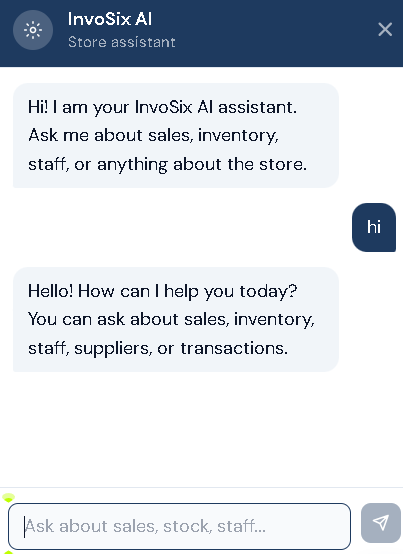 InvoSix AI
Store assistant
Hi! I am your InvoSix AI assistant.
Ask me about sales, inventory,
staff, or anything about the store.
hi
Hello! How can I help you today?
You can ask about sales, inventory,
staff, suppliers, or transactions.
Ask about sales, stock, staff...